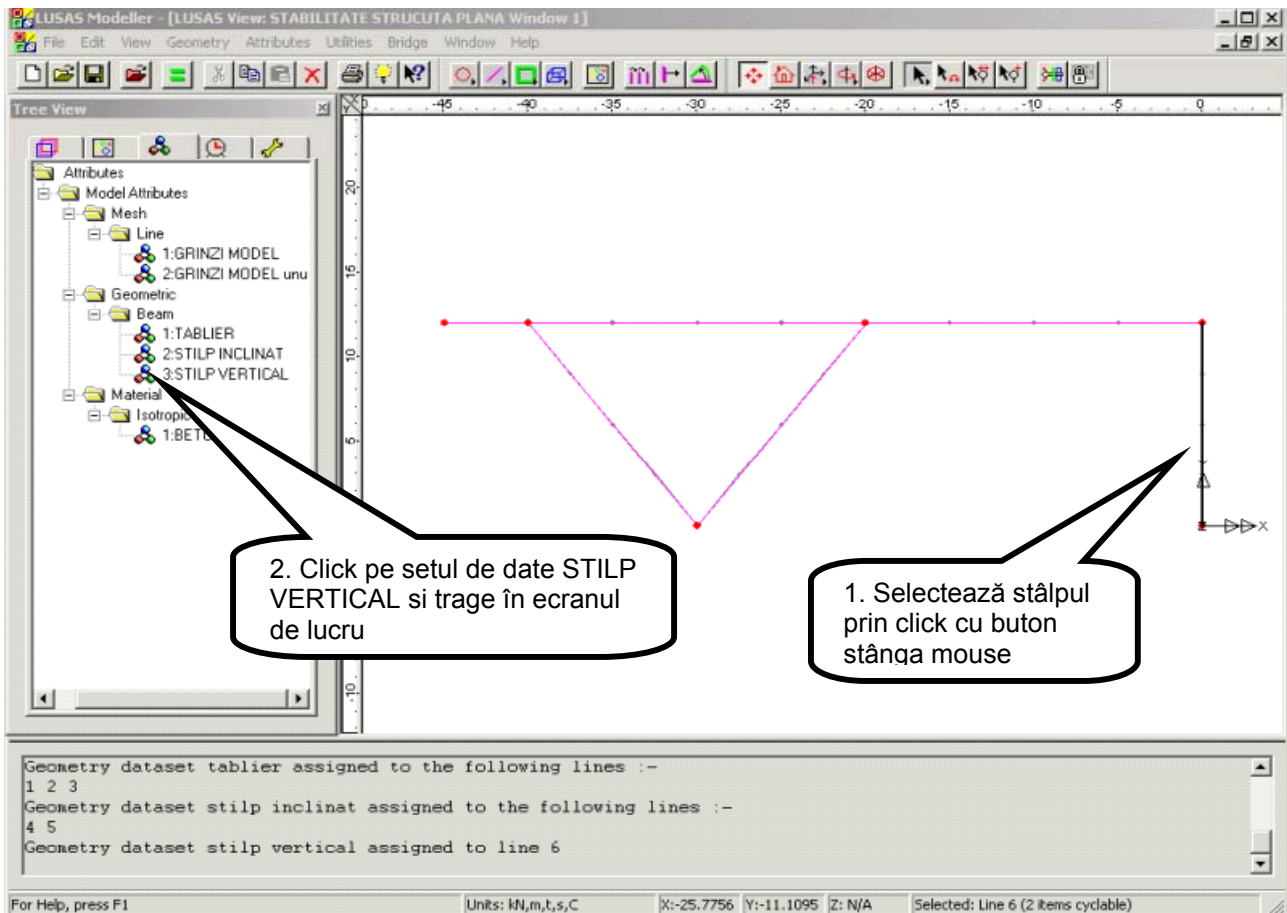 LUSAS Modeller - [LUSAS View: STABILITATE STRUCUTA PLANA Window 1]
File Edit View Geometry Attributes Utilities Bridge Window Help
Tree View
-45 -40 -35 -30 -25 -20 -15 -10 -5 0
Attributes
Model Attributes
Mesh
Line
1:GRINZI MODEL
2:GRINZI MODEL unu
Geometric
Beam
1:TABLIER
2:STILP INCLINAT
3:STILP VERTICAL
Material
Isotropic
1:BETO
20
15
10
5
-10
Y
X
2. Click pe setul de date STILP
VERTICAL si trage în ecranul
de lucru
1. Selectează stâlpul
prin click cu buton
stânga mouse
Geometry dataset tablier assigned to the following lines :-
1 2 3
Geometry dataset stilp inclinat assigned to the following lines :-
4 5
Geometry dataset stilp vertical assigned to line 6
For Help, press F1 Units: kN,m,t,s,C X:-25.7756 Y:-11.1095 Z: N/A Selected: Line 6 (2 items cyclable)